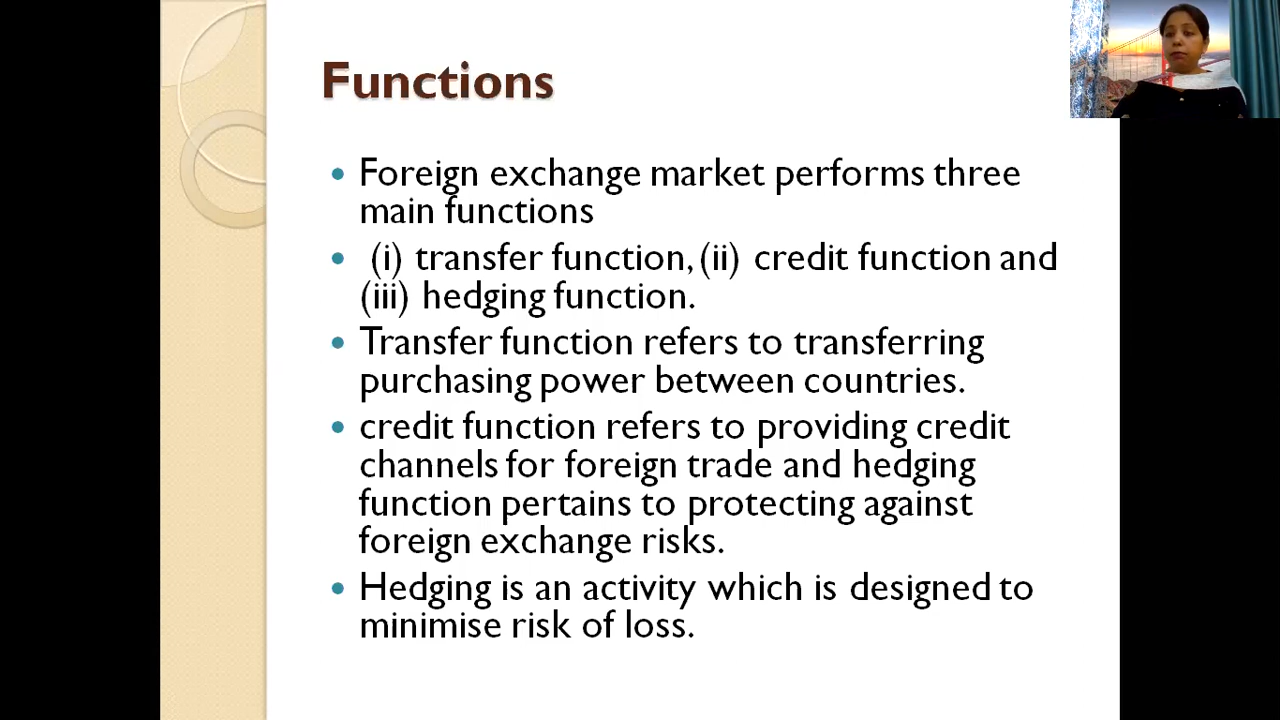 Functions
• Foreign exchange market performs three
main functions
• (i) transfer function, (ii) credit function and
(iii) hedging function.
• Transfer function refers to transferring
purchasing power between countries.
• credit function refers to providing credit
channels for foreign trade and hedging
function pertains to protecting against
foreign exchange risks.
• Hedging is an activity which is designed to
minimise risk of loss.